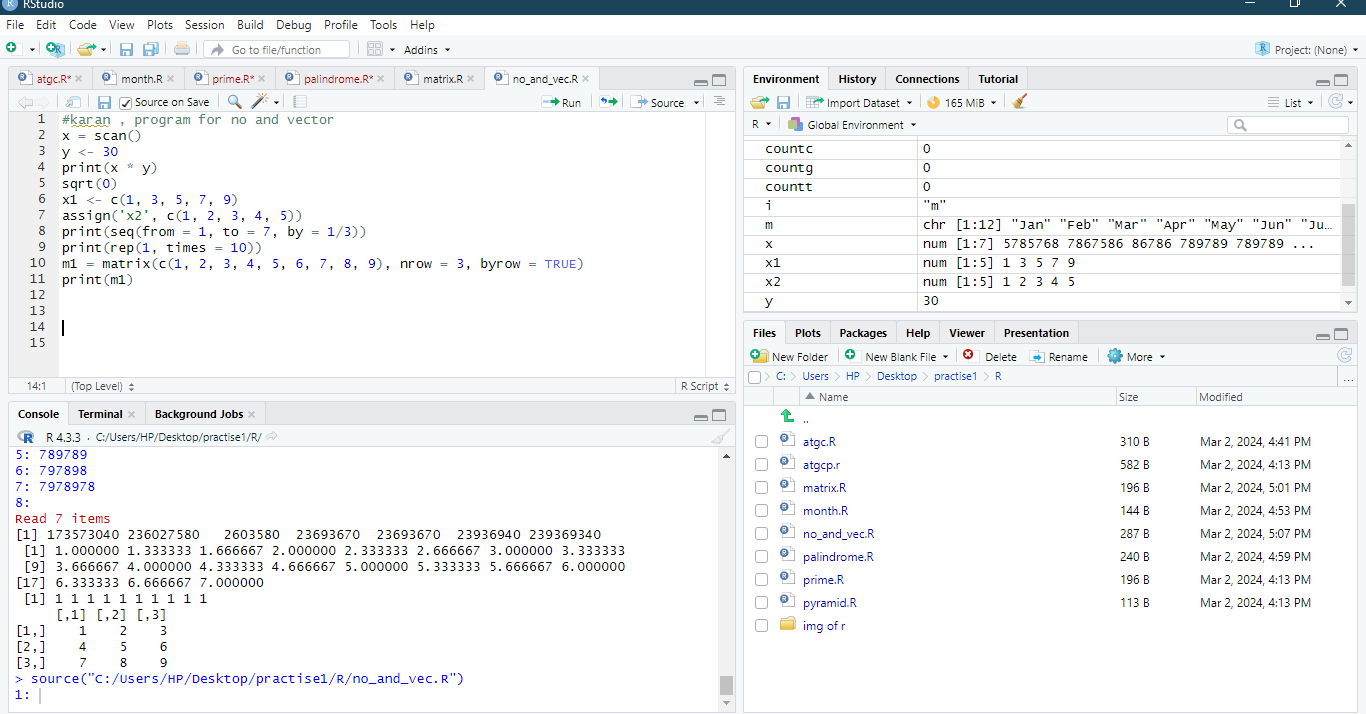 RStudio
File Edit Code View Plots Session Build Debug Profile Tools Help
Go to file/function Addins Project: (None)
atgc.R* month.R prime.R* palindrome.R* matrix.R no_and_vec.R
Source on Save Run Source
1 #karan , program for no and vector
2 x = scan()
3 y <- 30
4 print(x * y)
5 sqrt(0)
6 x1 <- c(1, 3, 5, 7, 9)
7 assign('x2', c(1, 2, 3, 4, 5))
8 print(seq(from = 1, to = 7, by = 1/3))
9 print(rep(1, times = 10))
10 m1 = matrix(c(1, 2, 3, 4, 5, 6, 7, 8, 9), nrow = 3, byrow = TRUE)
11 print(m1)
12
13
14
15
14:1 (Top Level) R Script
Console Terminal Background Jobs
R 4.3.3 · C:/Users/HP/Desktop/practise1/R/
5: 789789
6: 797898
7: 7978978
8:
Read 7 items
[1] 173573040 236027580 2603580 23693670 23693670 23936940 239369340
[1] 1.000000 1.333333 1.666667 2.000000 2.333333 2.666667 3.000000 3.333333
[9] 3.666667 4.000000 4.333333 4.666667 5.000000 5.333333 5.666667 6.000000
[17] 6.333333 6.666667 7.000000
[1] 1 1 1 1 1 1 1 1 1 1
[,1] [,2] [,3]
[1,] 1 2 3
[2,] 4 5 6
[3,] 7 8 9
> source("C:/Users/HP/Desktop/practise1/R/no_and_vec.R")
1:
Environment History Connections Tutorial
Import Dataset 165 MiB List
R Global Environment
countc 0
countg 0
countt 0
i "m"
m chr [1:12] "Jan" "Feb" "Mar" "Apr" "May" "Jun" "Ju…
x num [1:7] 5785768 7867586 86786 789789 789789 ...
x1 num [1:5] 1 3 5 7 9
x2 num [1:5] 1 2 3 4 5
y 30
Files Plots Packages Help Viewer Presentation
New Folder New Blank File Delete Rename More
C: Users HP Desktop practise1 R ...
Name Size Modified
..
atgc.R 310 B Mar 2, 2024, 4:41 PM
atgcp.r 582 B Mar 2, 2024, 4:13 PM
matrix.R 196 B Mar 2, 2024, 5:01 PM
month.R 144 B Mar 2, 2024, 4:53 PM
no_and_vec.R 287 B Mar 2, 2024, 5:07 PM
palindrome.R 240 B Mar 2, 2024, 4:59 PM
prime.R 196 B Mar 2, 2024, 4:13 PM
pyramid.R 113 B Mar 2, 2024, 4:13 PM
img of r